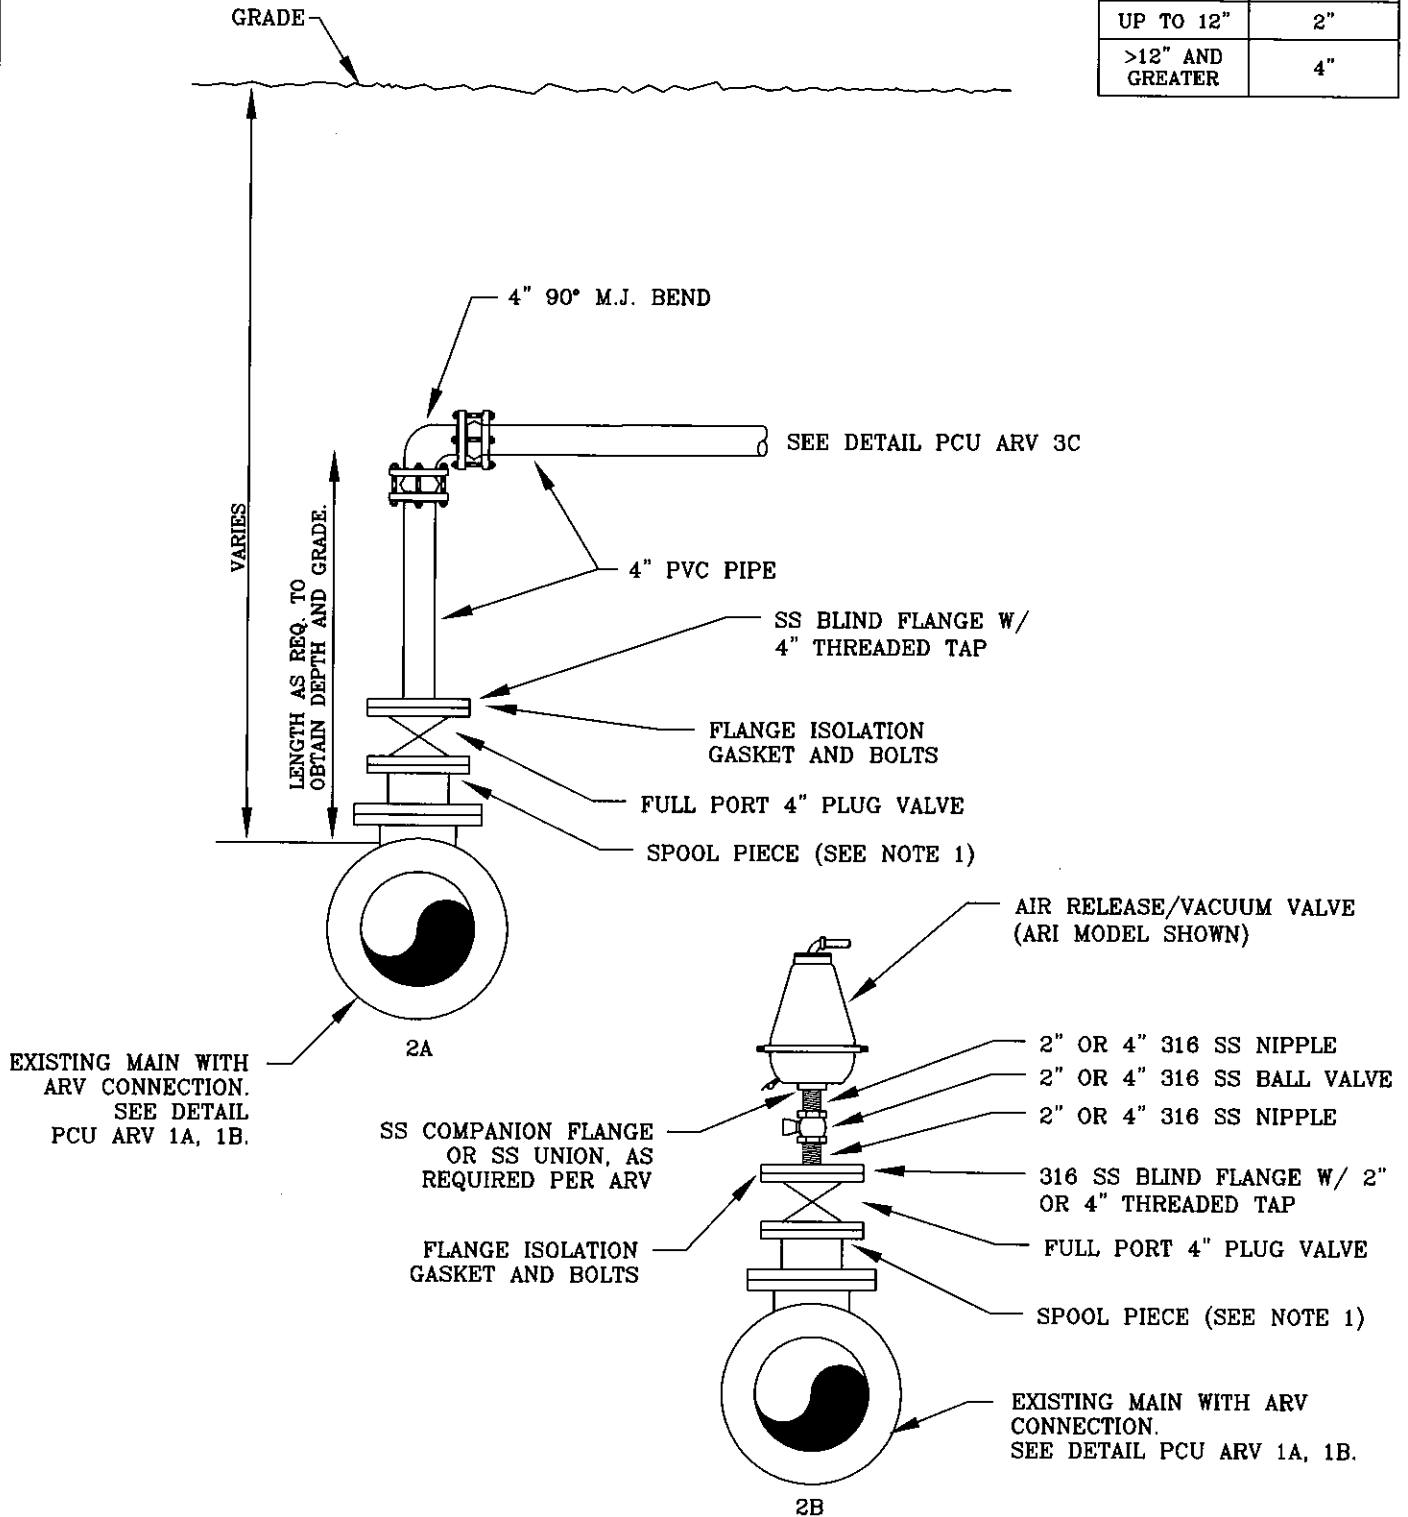 GRADE
UP TO 12" 2"
>12" AND
GREATER 4"
4" 90° M.J. BEND
SEE DETAIL PCU ARV 3C
VARIES
LENGTH AS REQ. TO
OBTAIN DEPTH AND GRADE.
4" PVC PIPE
SS BLIND FLANGE W/
4" THREADED TAP
FLANGE ISOLATION
GASKET AND BOLTS
FULL PORT 4" PLUG VALVE
SPOOL PIECE (SEE NOTE 1)
EXISTING MAIN WITH
ARV CONNECTION.
SEE DETAIL
PCU ARV 1A, 1B.
2A
AIR RELEASE/VACUUM VALVE
(ARI MODEL SHOWN)
2" OR 4" 316 SS NIPPLE
2" OR 4" 316 SS BALL VALVE
2" OR 4" 316 SS NIPPLE
SS COMPANION FLANGE
OR SS UNION, AS
REQUIRED PER ARV
316 SS BLIND FLANGE W/ 2"
OR 4" THREADED TAP
FLANGE ISOLATION
GASKET AND BOLTS
FULL PORT 4" PLUG VALVE
SPOOL PIECE (SEE NOTE 1)
EXISTING MAIN WITH ARV
CONNECTION.
SEE DETAIL PCU ARV 1A, 1B.
2B